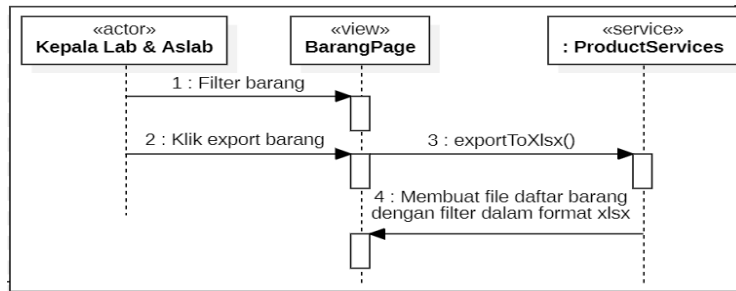 «actor»
Kepala Lab & Aslab
«view»
BarangPage
«service»
: ProductServices
1 : Filter barang
2 : Klik export barang
3 : exportToXlsx()
4 : Membuat file daftar barang
dengan filter dalam format xlsx